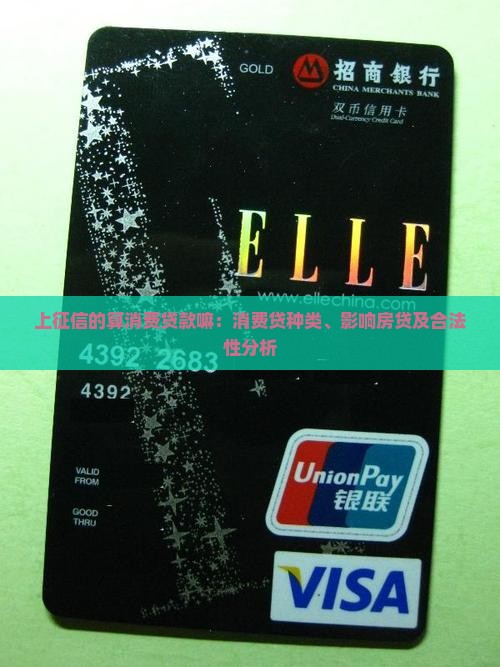 GOLD
招商银行
CHINA MERCHANTS BANK
双币信用卡
Dual-Currency Credit Card
ELLE
www.ellechina.com
上征信的算消费贷款嘛：消费贷种类、影响房贷及合法
性分析
4392 2683
4392
VALID
FROM
GOOD
THRU
UnionPay
银联
VISA